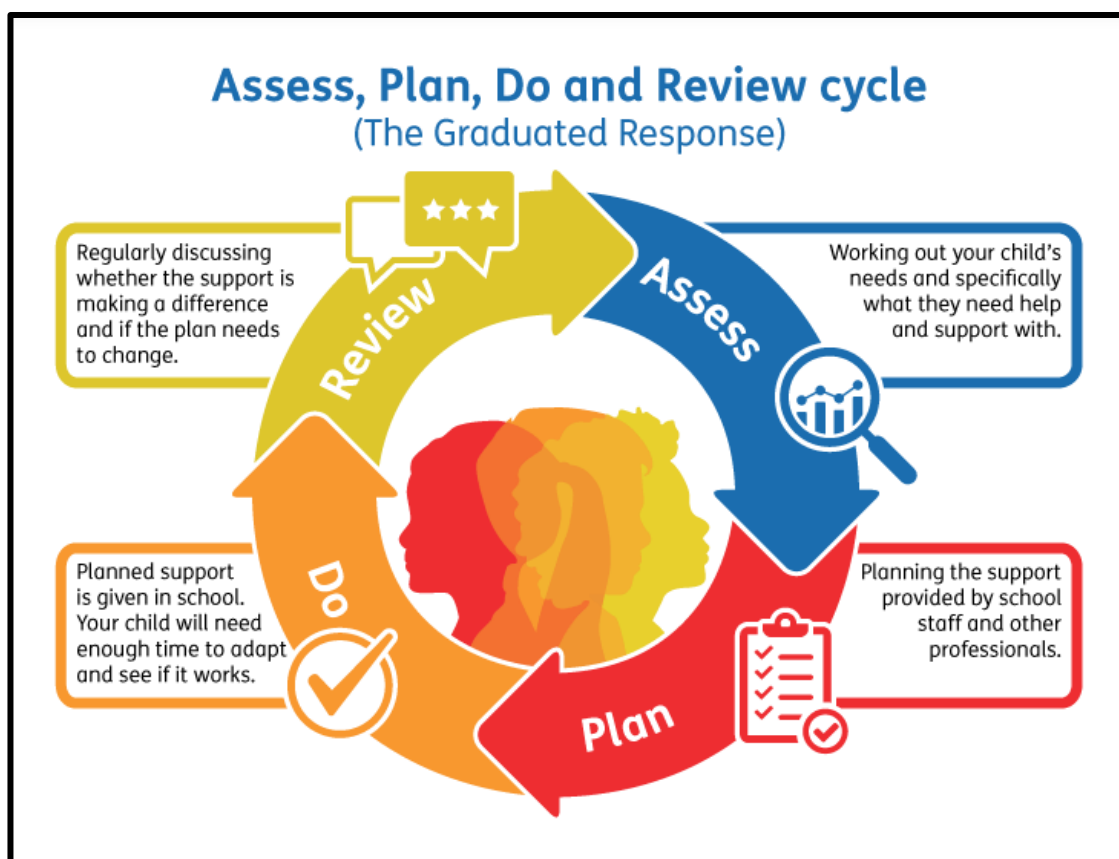 Assess, Plan, Do and Review cycle
(The Graduated Response)
Regularly discussing
whether the support is
making a difference
and if the plan needs
to change.
Review
Assess
Working out your child’s
needs and specifically
what they need help
and support with.
Planned support
is given in school.
Your child will need
enough time to adapt
and see if it works.
Do
Plan
Planning the support
provided by school
staff and other
professionals.